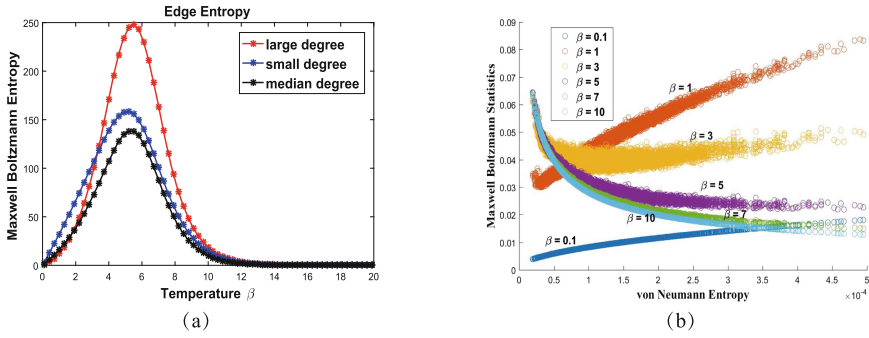 Edge Entropy
Maxwell Boltzmann Entropy
250
200
150
100
50
0
large degree
small degree
median degree
0 2 4 6 8 10 12 14 16 18 20
Temperature β
(a)
Maxwell Boltzmann Statistics
0.09
0.08
0.07
0.06
0.05
0.04
0.03
0.02
0.01
0
β = 0.1
β = 1
β = 3
β = 5
β = 7
β = 10
β = 1
β = 3
β = 5
β = 10
β = 7
β = 0.1
0 0.5 1 1.5 2 2.5 3 3.5 4 4.5 5
×10⁻⁴
von Neumann Entropy
(b)